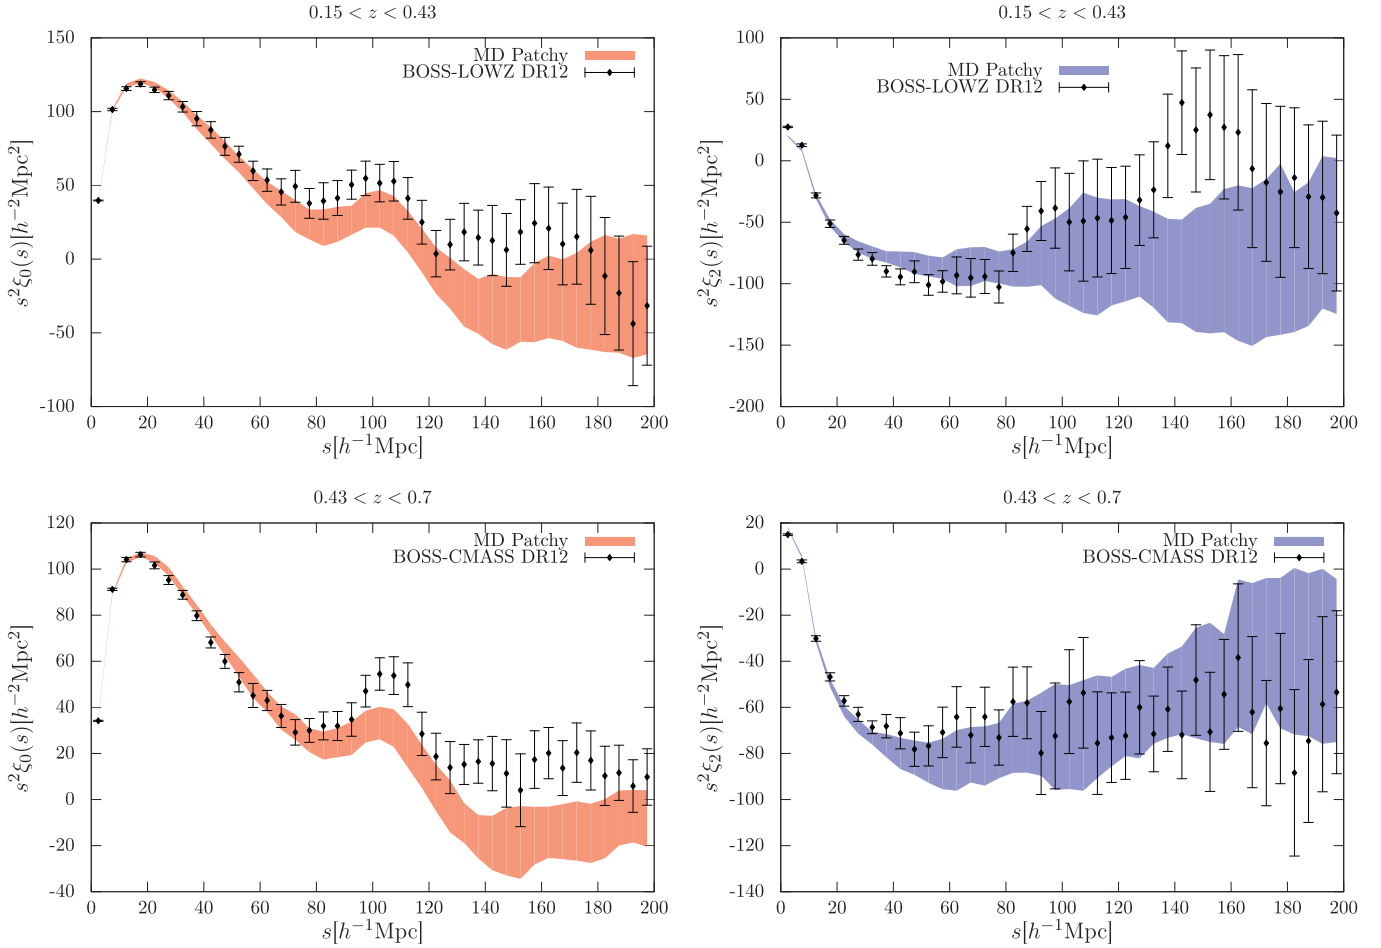 0.15 < z < 0.43
150
100
50
0
-50
-100
s²ξ₀(s)[h⁻²Mpc²]
MD Patchy
BOSS-LOWZ DR12
0 20 40 60 80 100 120 140 160 180 200
s[h⁻¹Mpc]
0.15 < z < 0.43
100
50
0
-50
-100
-150
-200
s²ξ₂(s)[h⁻²Mpc²]
MD Patchy
BOSS-LOWZ DR12
0 20 40 60 80 100 120 140 160 180 200
s[h⁻¹Mpc]
0.43 < z < 0.7
120
100
80
60
40
20
0
-20
-40
s²ξ₀(s)[h⁻²Mpc²]
MD Patchy
BOSS-CMASS DR12
0 20 40 60 80 100 120 140 160 180 200
s[h⁻¹Mpc]
0.43 < z < 0.7
20
0
-20
-40
-60
-80
-100
-120
-140
s²ξ₂(s)[h⁻²Mpc²]
MD Patchy
BOSS-CMASS DR12
0 20 40 60 80 100 120 140 160 180 200
s[h⁻¹Mpc]